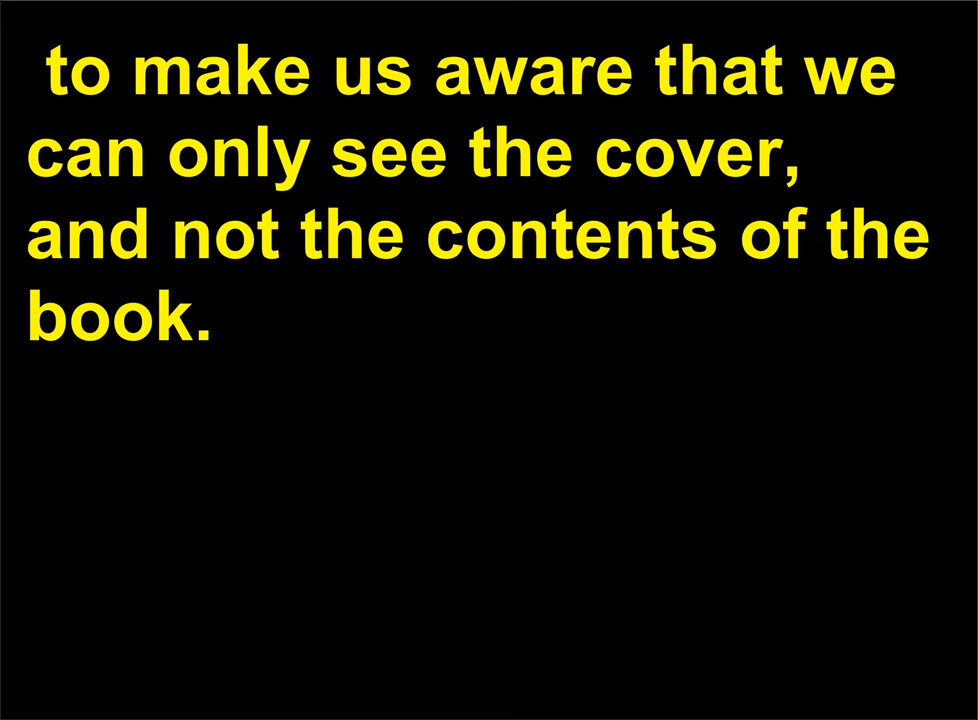 to make us aware that we
can only see the cover,
and not the contents of the
book.